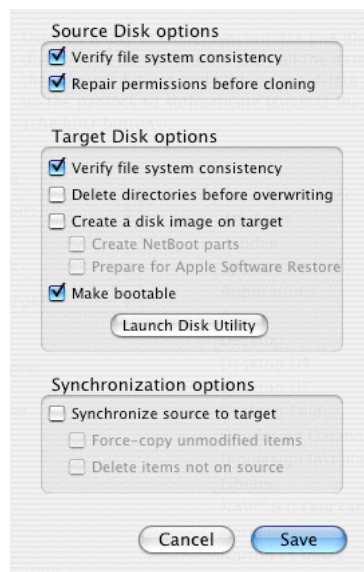 Source Disk options
Verify file system consistency
Repair permissions before cloning
Target Disk options
Verify file system consistency
Delete directories before overwriting
Create a disk image on target
Create NetBoot parts
Prepare for Apple Software Restore
Make bootable
Launch Disk Utility
Synchronization options
Synchronize source to target
Force-copy unmodified items
Delete items not on source
Cancel Save